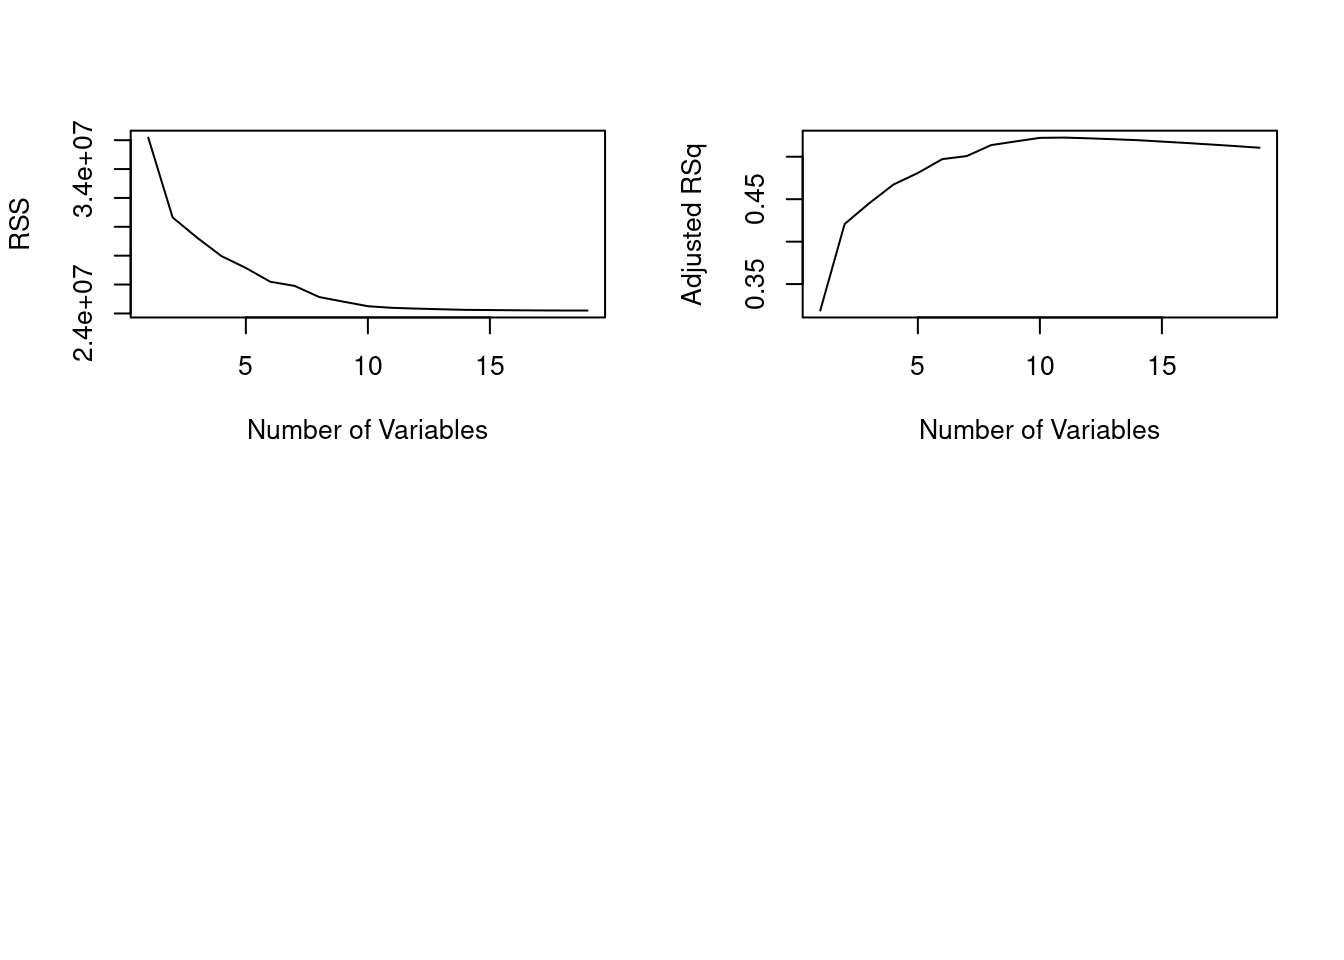 RSS
3.4e+07
2.4e+07
5 10 15
Number of Variables
Adjusted RSq
0.45
0.35
5 10 15
Number of Variables